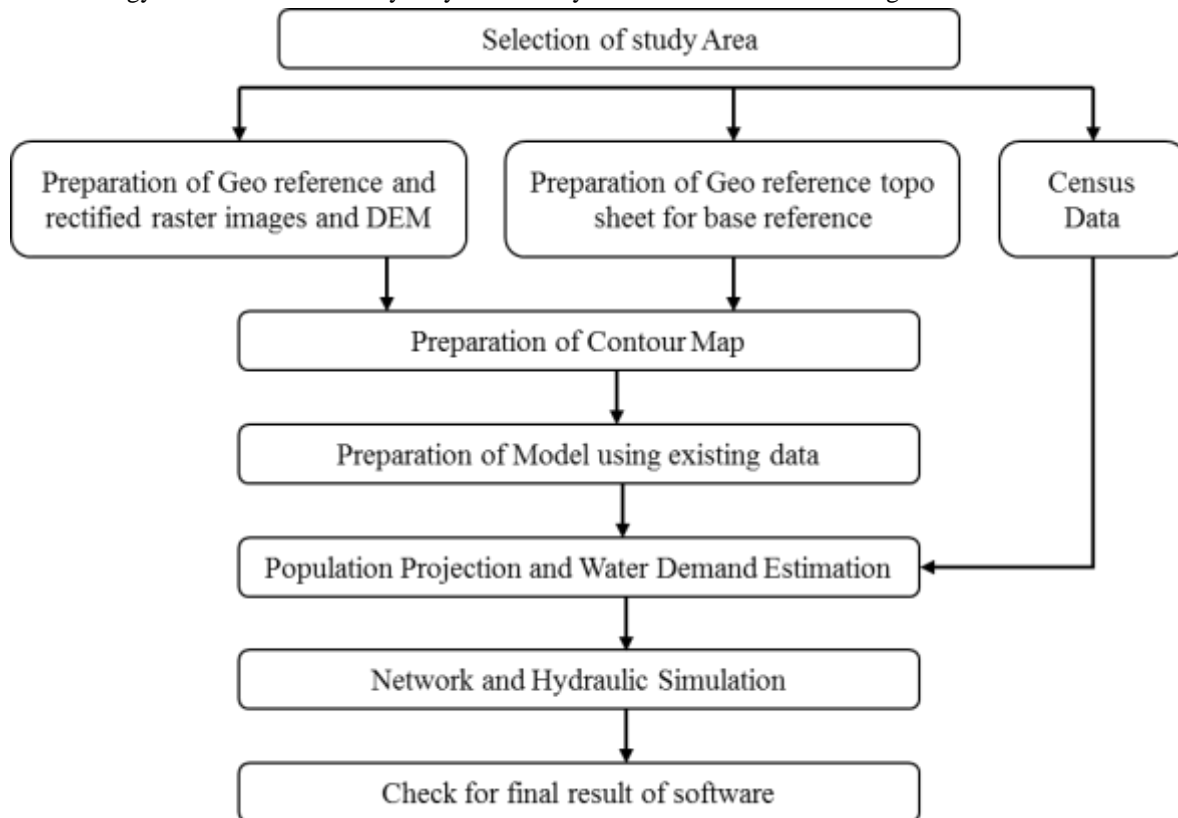 Selection of study Area
Preparation of Geo reference and
rectified raster images and DEM
Preparation of Geo reference topo
sheet for base reference
Census
Data
Preparation of Contour Map
Preparation of Model using existing data
Population Projection and Water Demand Estimation
Network and Hydraulic Simulation
Check for final result of software